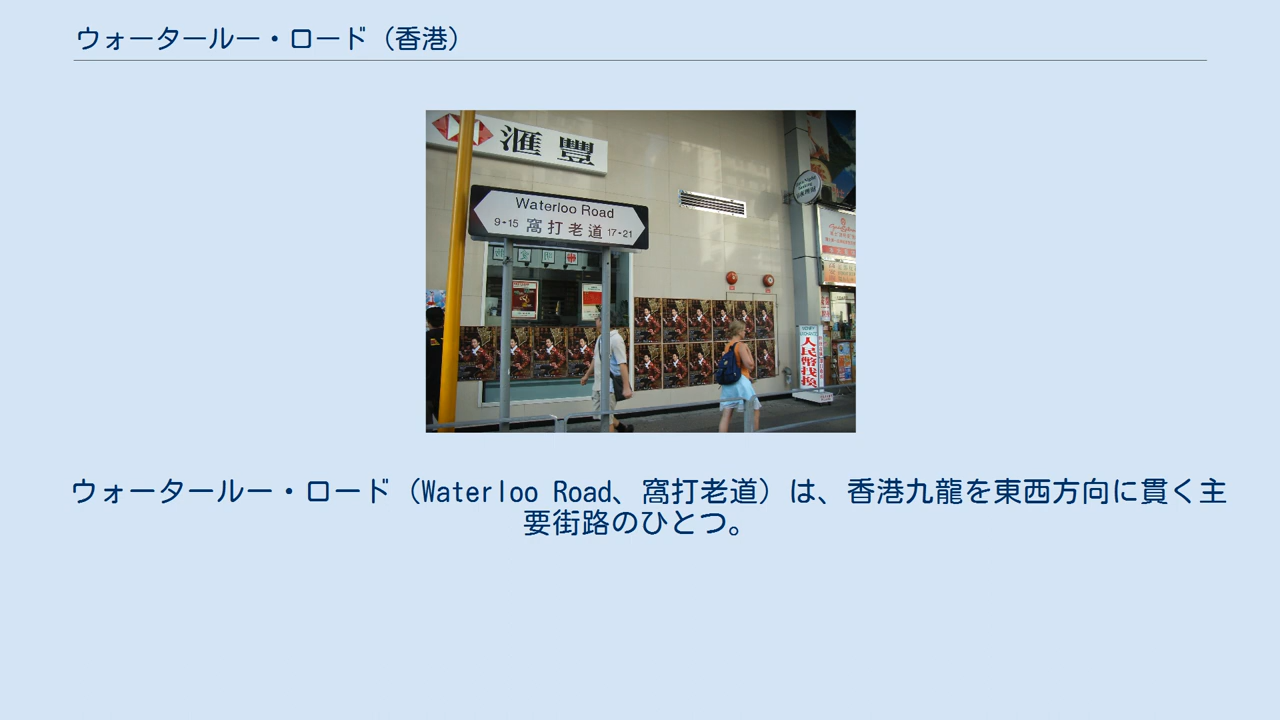 ウォータールー・ロード（香港）
滙豐
Waterloo Road
9-15 窩打老道 17-21
人民幣找換
ウォータールー・ロード（Waterloo Road、窩打老道）は、香港九龍を東西方向に貫く主
要街路のひとつ。